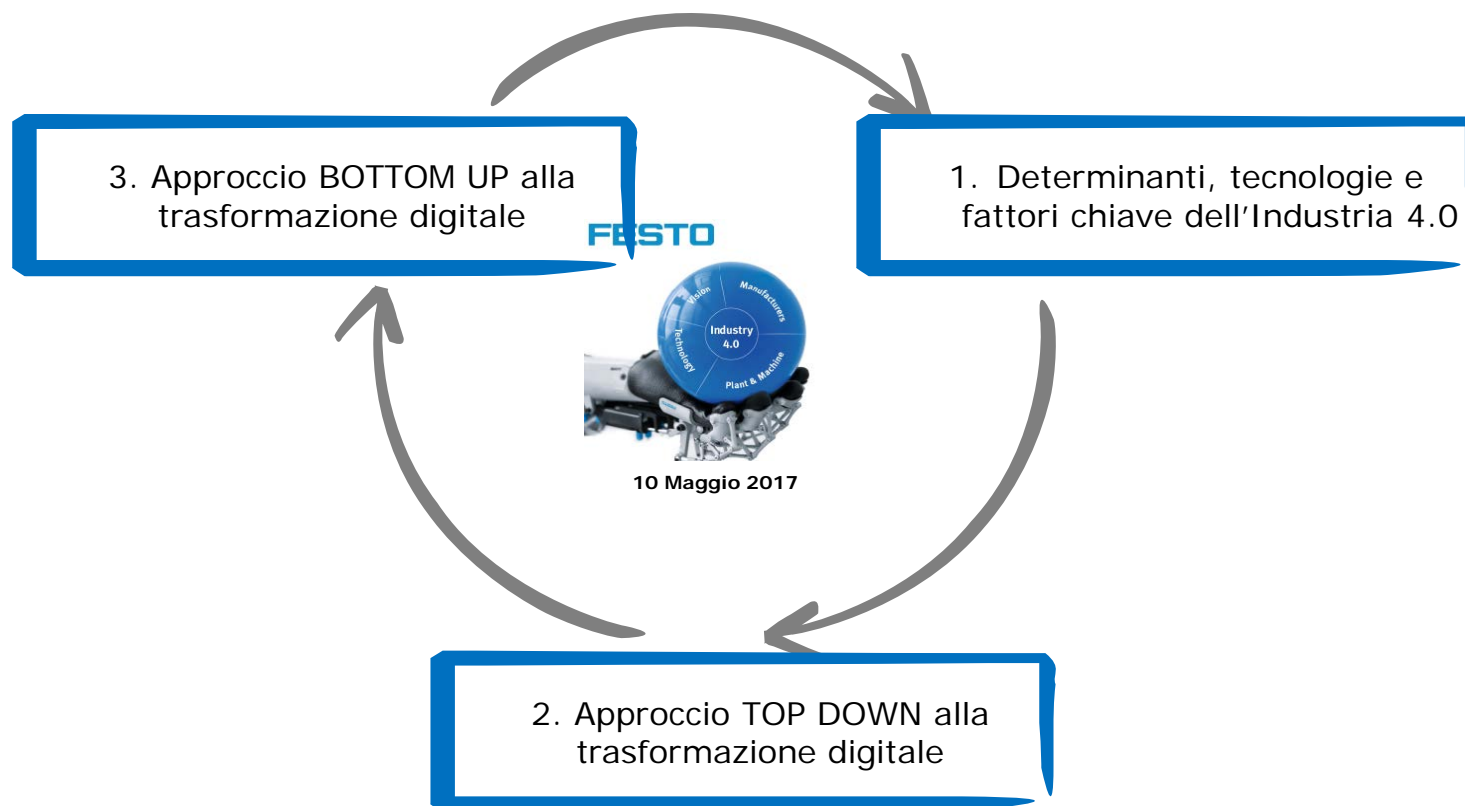 3. Approccio BOTTOM UP alla
trasformazione digitale
1. Determinanti, tecnologie e
fattori chiave dell’Industria 4.0
FESTO
Vision
Manufacturers
Industry
4.0
Technology
Plant & Machine
10 Maggio 2017
2. Approccio TOP DOWN alla
trasformazione digitale